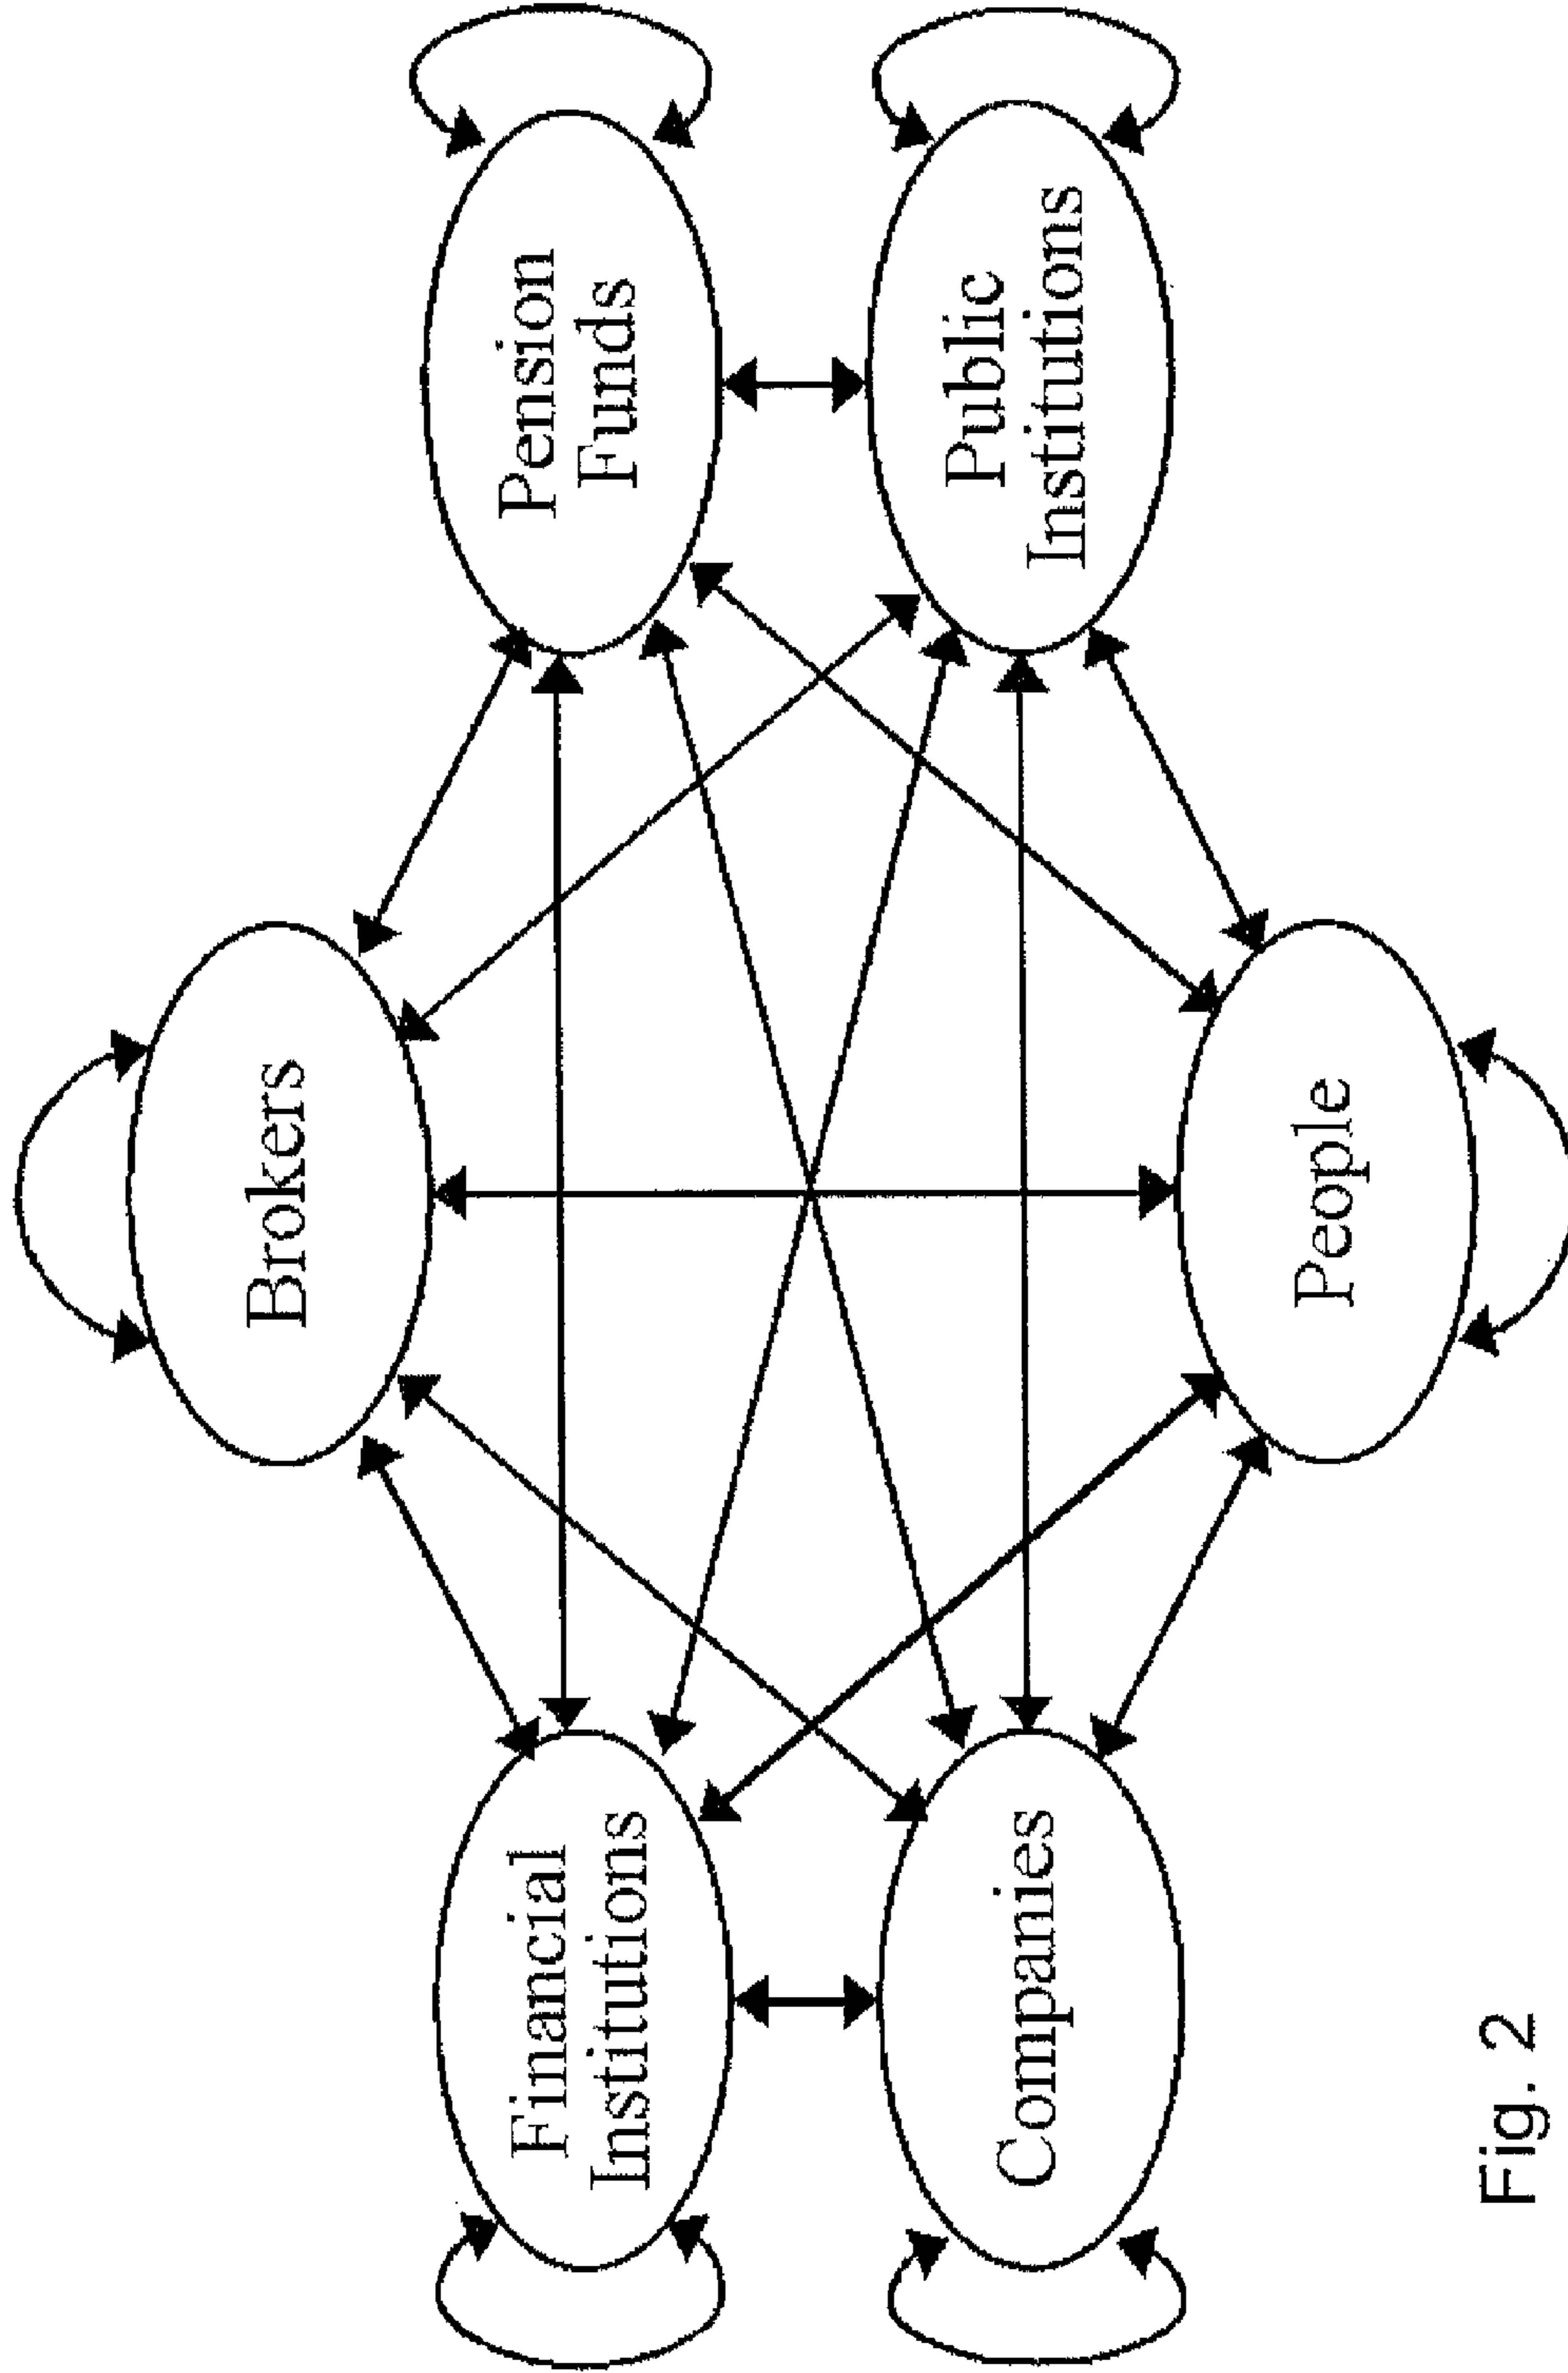 Brokers
Financial
Institutions
Pension
Funds
Companies
Public
Institutions
People
Fig. 2